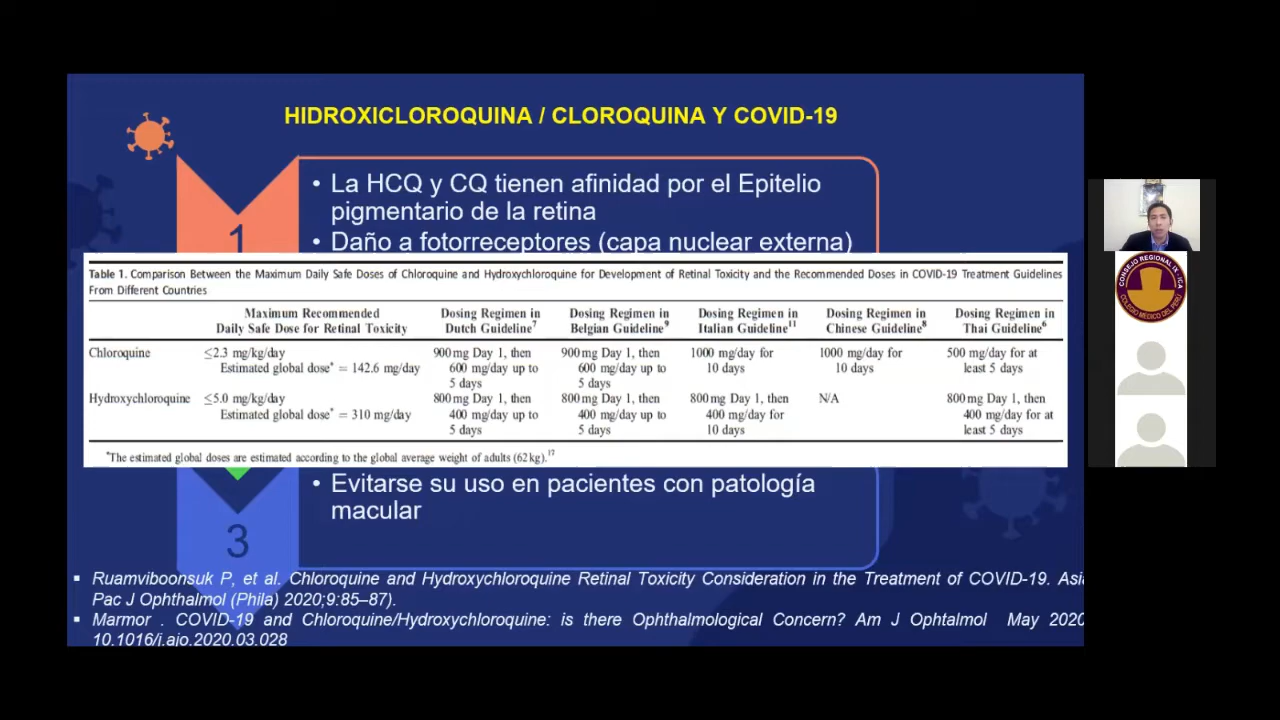 HIDROXICLOROQUINA / CLOROQUINA Y COVID-19
1
• La HCQ y CQ tienen afinidad por el Epitelio
pigmentario de la retina
• Daño a fotorreceptores (capa nuclear externa)
Table 1. Comparison Between the Maximum Daily Safe Doses of Chloroquine and Hydroxychloroquine for Development of Retinal Toxicity and the Recommended Doses in COVID-19 Treatment Guidelines
From Different Countries
Maximum Recommended Dosing Regimen in Dosing Regimen in Dosing Regimen in Dosing Regimen in Dosing Regimen in
Daily Safe Dose for Retinal Toxicity Dutch Guideline7 Belgian Guideline9 Italian Guideline11 Chinese Guideline8 Thai Guideline6
Chloroquine ≤2.3 mg/kg/day 900 mg Day 1, then 900 mg Day 1, then 1000 mg/day for 1000 mg/day for 500 mg/day for at
Estimated global dose* = 142.6 mg/day 600 mg/day up to 600 mg/day up to 10 days 10 days least 5 days
5 days 5 days
Hydroxychloroquine ≤5.0 mg/kg/day 800 mg Day 1, then 800 mg Day 1, then 800 mg Day 1, then N/A 800 mg Day 1, then
Estimated global dose* = 310 mg/day 400 mg/day up to 400 mg/day up to 400 mg/day for 400 mg/day for at
5 days 5 days 10 days least 5 days
*The estimated global doses are estimated according to the global average weight of adults (62 kg).17
• Evitarse su uso en pacientes con patología
macular
3
▪ Ruamviboonsuk P, et al. Chloroquine and Hydroxychloroquine Retinal Toxicity Consideration in the Treatment of COVID-19. Asia
Pac J Ophthalmol (Phila) 2020;9:85–87).
▪ Marmor . COVID-19 and Chloroquine/Hydroxychloroquine: is there Ophthalmological Concern? Am J Ophtalmol May 2020
10.1016/j.ajo.2020.03.028
CONSEJO REGIONAL IX - ICA
COLEGIO MÉDICO DEL PERÚ